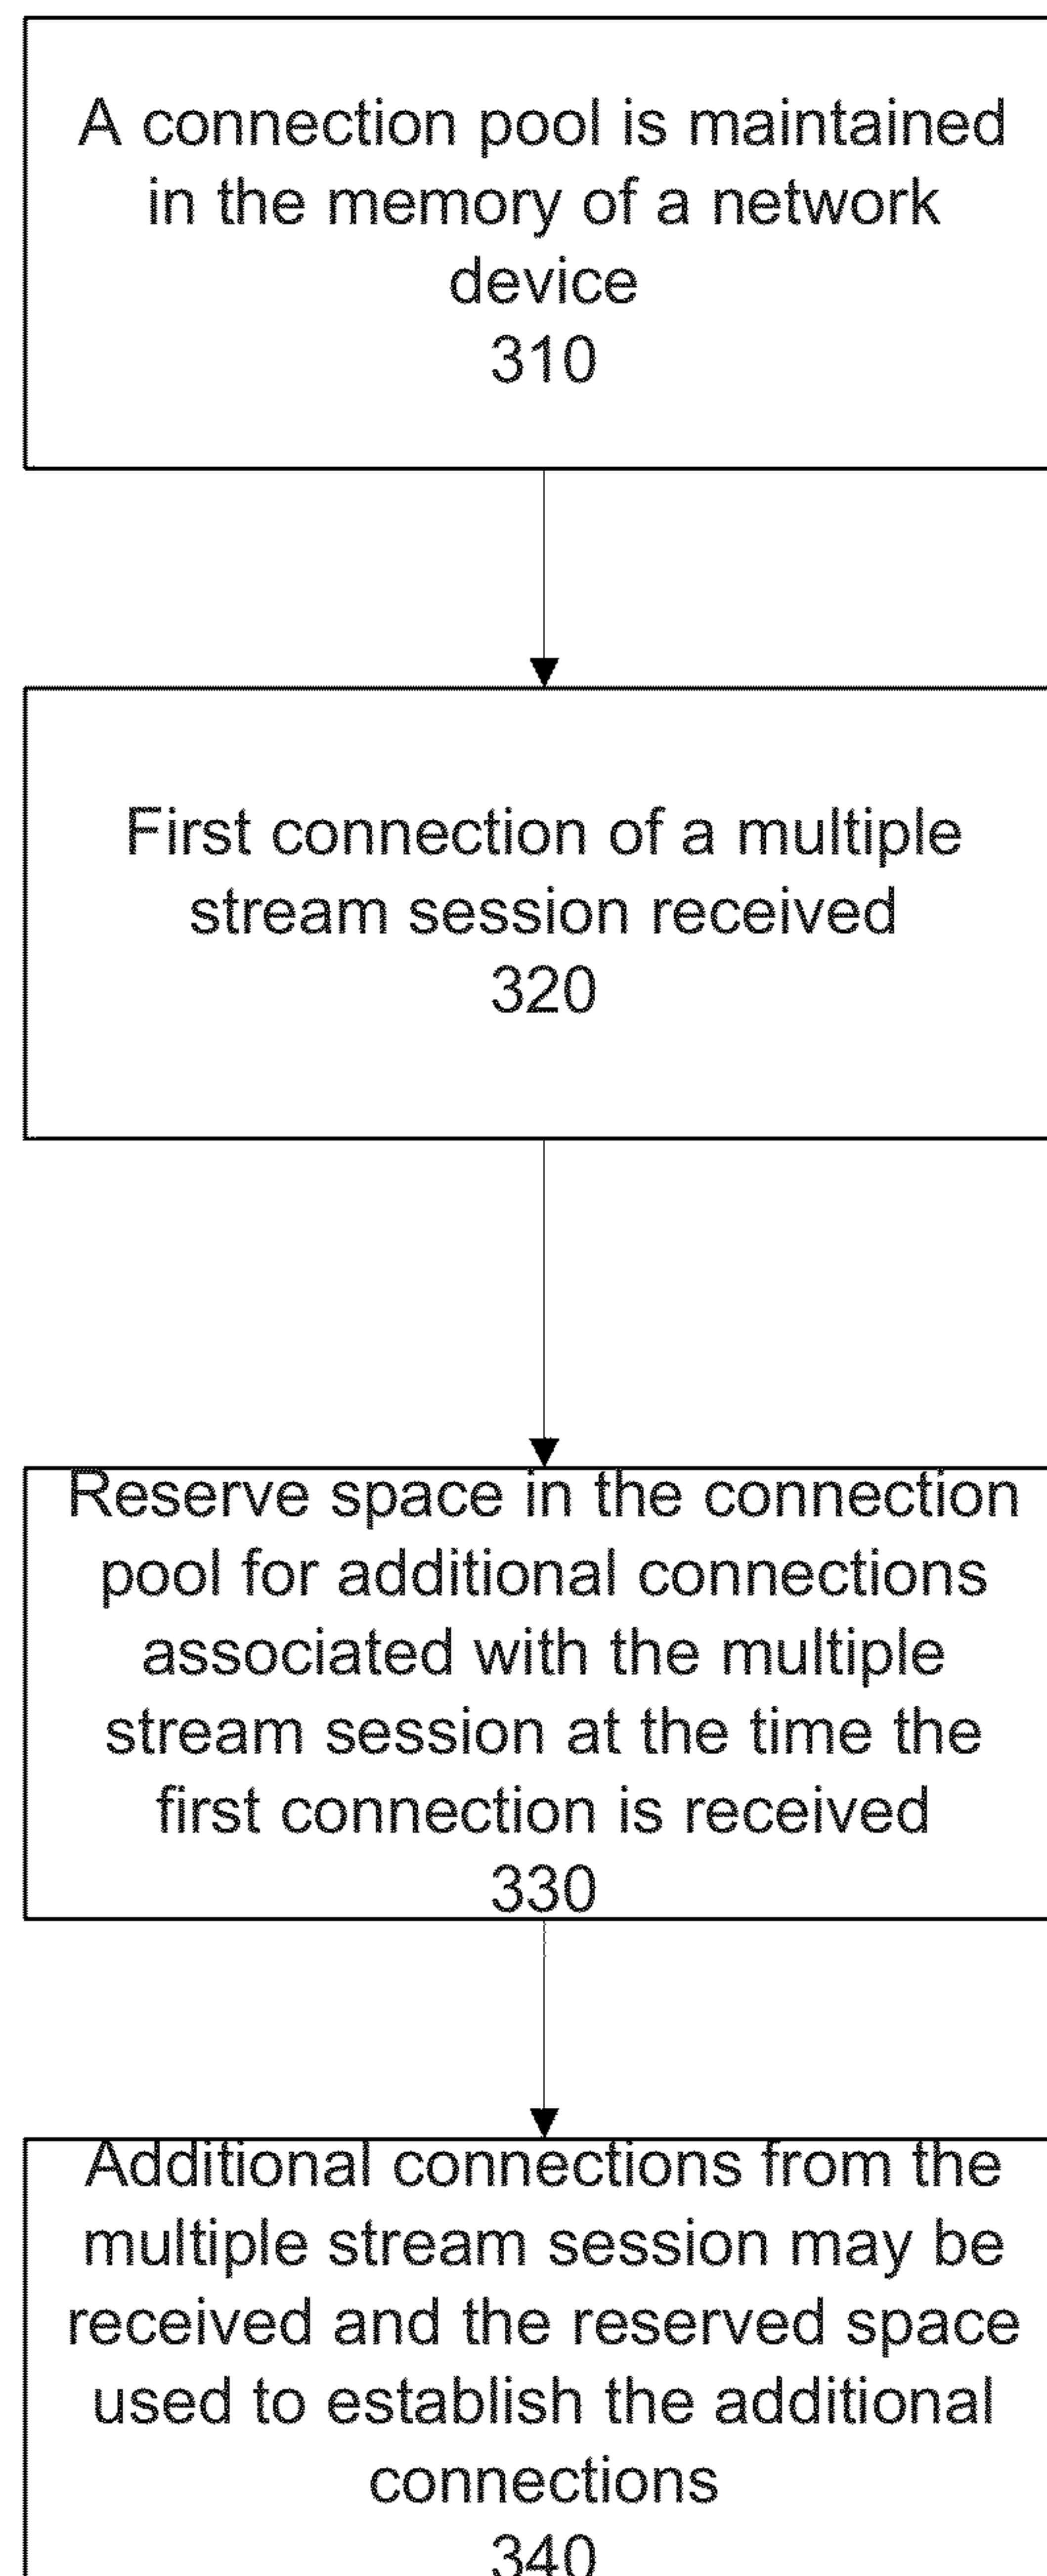 A connection pool is maintained
in the memory of a network
device
310
First connection of a multiple
stream session received
320
Reserve space in the connection
pool for additional connections
associated with the multiple
stream session at the time the
first connection is received
330
Additional connections from the
multiple stream session may be
received and the reserved space
used to establish the additional
connections
340